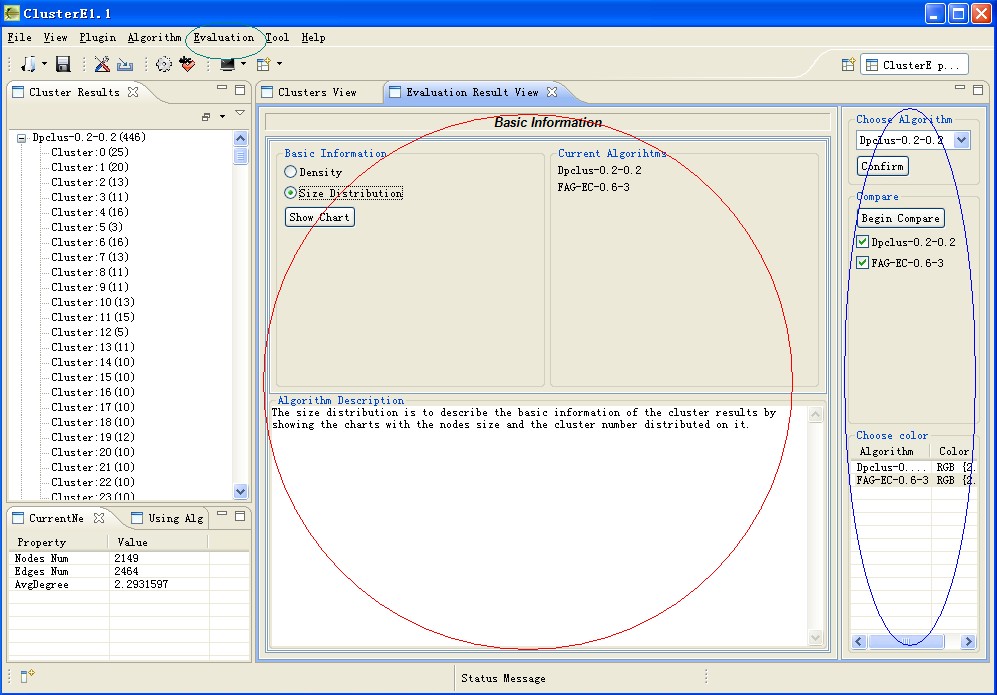 ClusterE1.1
File View Plugin Algorithm Evaluation Tool Help
ClusterE p...
Cluster Results
Dpclus-0.2-0.2(446)
Cluster:0(25)
Cluster:1(20)
Cluster:2(13)
Cluster:3(11)
Cluster:4(16)
Cluster:5(3)
Cluster:6(16)
Cluster:7(13)
Cluster:8(11)
Cluster:9(11)
Cluster:10(13)
Cluster:11(15)
Cluster:12(5)
Cluster:13(11)
Cluster:14(10)
Cluster:15(10)
Cluster:16(10)
Cluster:17(10)
Cluster:18(10)
Cluster:19(12)
Cluster:20(10)
Cluster:21(10)
Cluster:22(10)
Cluster:23(10)
CurrentNe Using Alg
Property Value
Nodes Num 2149
Edges Num 2464
AvgDegree 2.2931597
Clusters View Evaluation Result View
Basic Information
Basic Information
Density
Size Distribution
Show Chart
Current Algorihtms
Dpclus-0.2-0.2
FAG-EC-0.6-3
Algorithm Description
The size distribution is to describe the basic information of the cluster results by
showing the charts with the nodes size and the cluster number distributed on it.
Choose Algorithm
Dpclus-0.2-0.2
Confirm
Compare
Begin Compare
Dpclus-0.2-0.2
FAG-EC-0.6-3
Choose color
Algorithm Color
Dpclus-0.... RGB {2.
FAG-EC-0.6-3 RGB {2.
Status Message